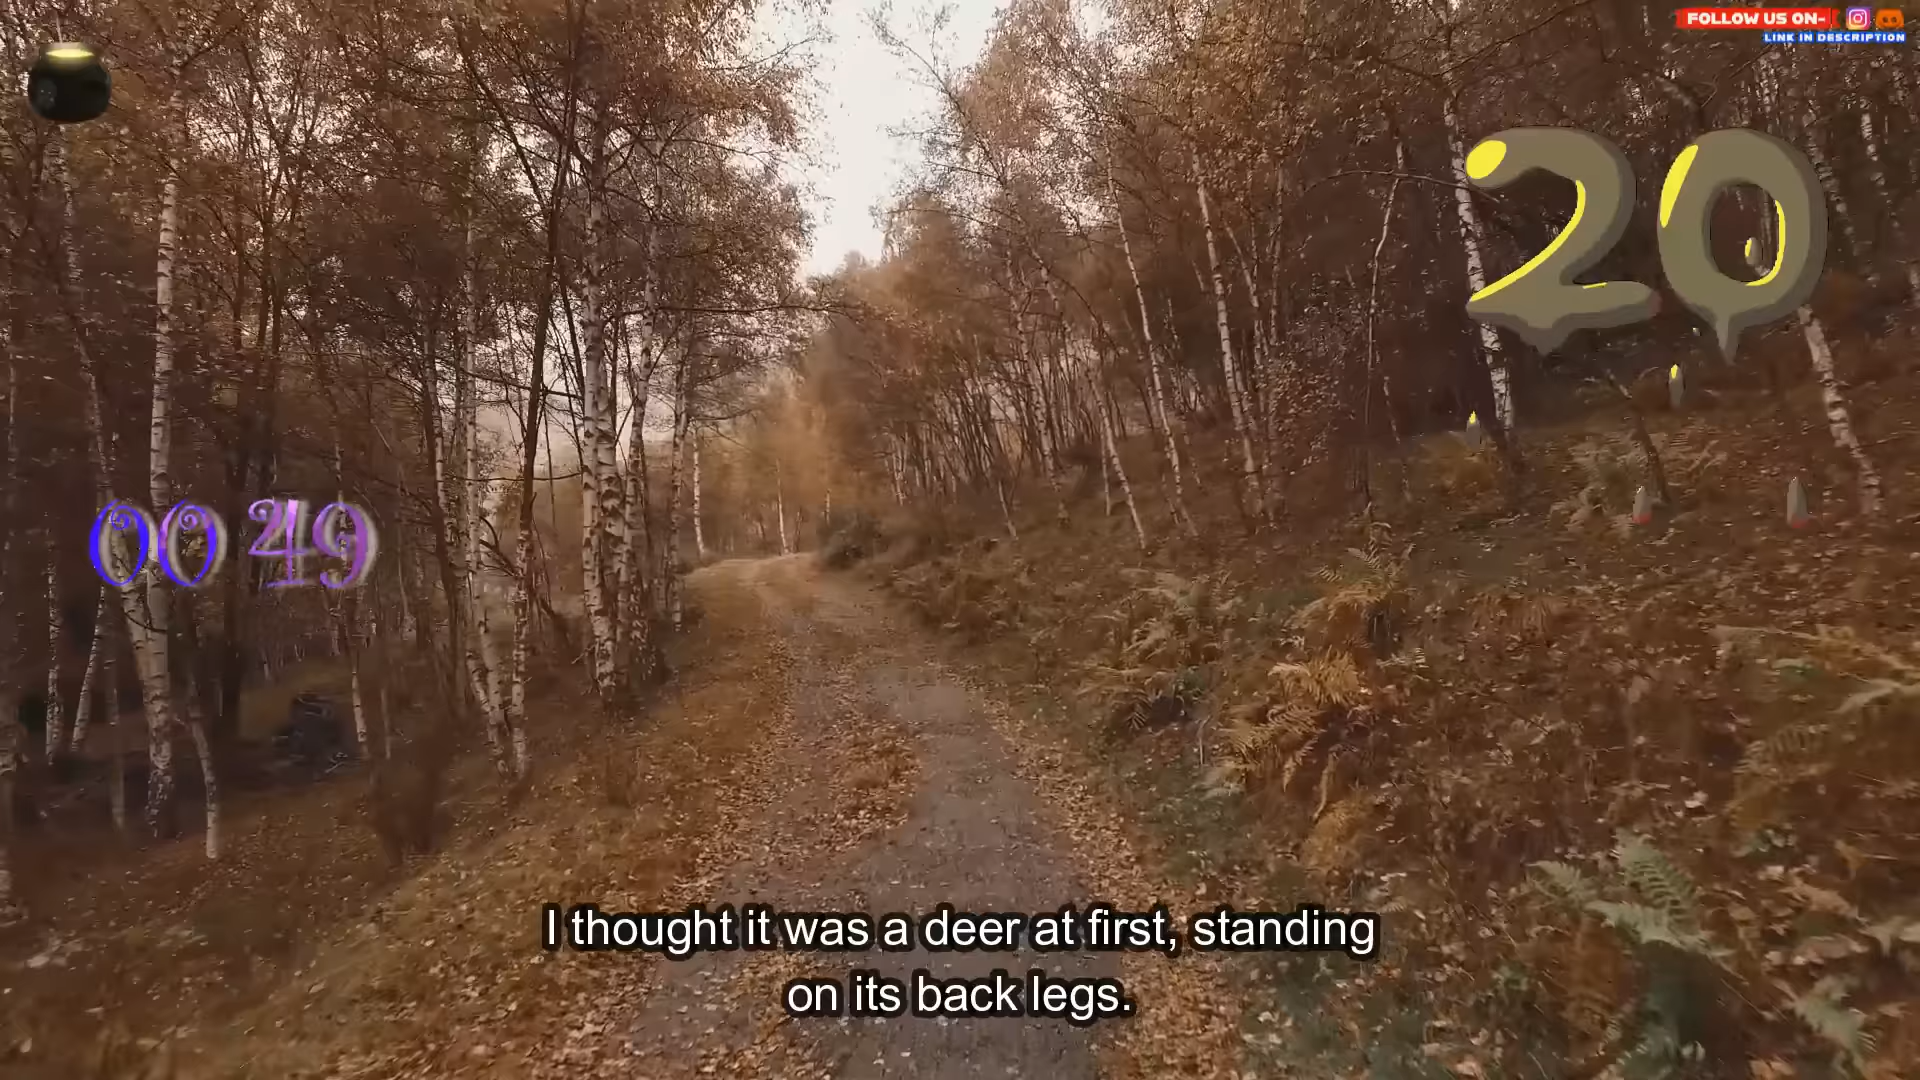 FOLLOW US ON-
LINK IN DESCRIPTION
20
00 49
I thought it was a deer at first, standing
on its back legs.